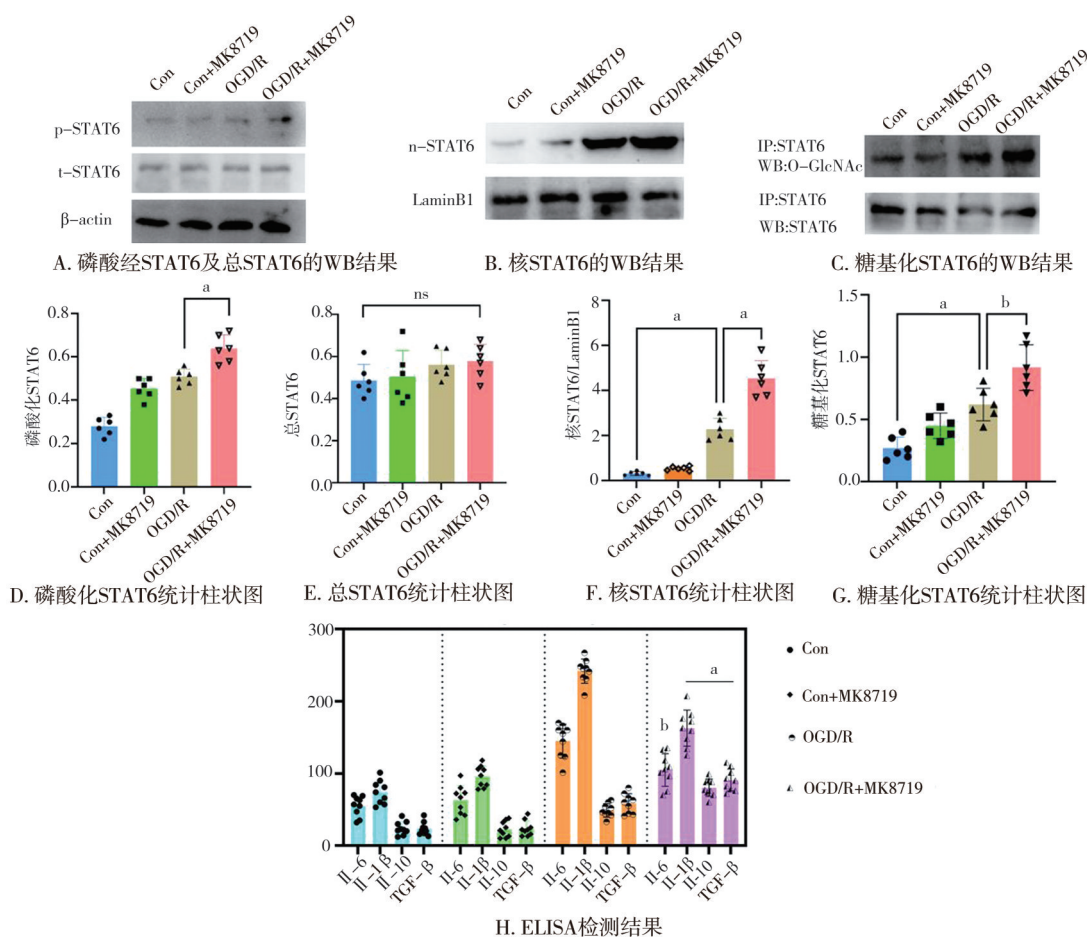 Con Con+MK8719 OGD/R OGD/R+MK8719
p-STAT6
t-STAT6
β-actin
A. 磷酸经STAT6及总STAT6的WB结果
Con Con+MK8719 OGD/R OGD/R+MK8719
n-STAT6
LaminB1
B. 核STAT6的WB结果
Con Con+MK8719 OGD/R OGD/R+MK8719
IP:STAT6
WB:O-GlcNAc
IP:STAT6
WB:STAT6
C. 糖基化STAT6的WB结果
磷酸化STAT6
0.8
0.6
0.4
0.2
0.0
a
Con Con+MK8719 OGD/R OGD/R+MK8719
D. 磷酸化STAT6统计柱状图
总STAT6
0.8
0.6
0.4
0.2
0.0
ns
Con Con+MK8719 OGD/R OGD/R+MK8719
E. 总STAT6统计柱状图
核STAT6/LaminB1
8
6
4
2
0
a a
Con Con+MK8719 OGD/R OGD/R+MK8719
F. 核STAT6统计柱状图
糖基化STAT6
1.5
1.0
0.5
0.0
a b
Con Con+MK8719 OGD/R OGD/R+MK8719
G. 糖基化STAT6统计柱状图
300
200
100
0
b a
Il-6 Il-1β Il-10 TGF-β Il-6 Il-1β Il-10 TGF-β Il-6 Il-1β Il-10 TGF-β Il-6 Il-1β Il-10 TGF-β
Con
Con+MK8719
OGD/R
OGD/R+MK8719
H. ELISA检测结果